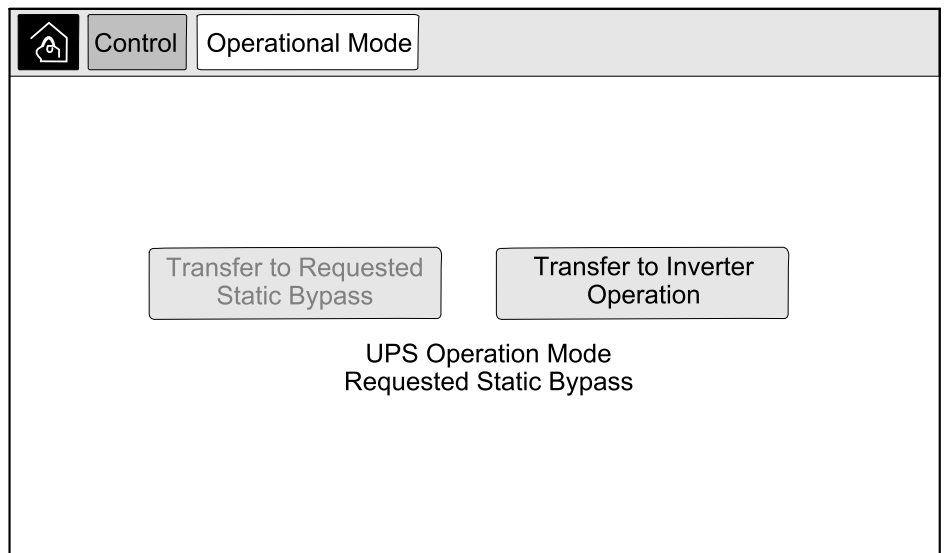 Control
Operational Mode
Transfer to Requested
Static Bypass
Transfer to Inverter
Operation
UPS Operation Mode
Requested Static Bypass